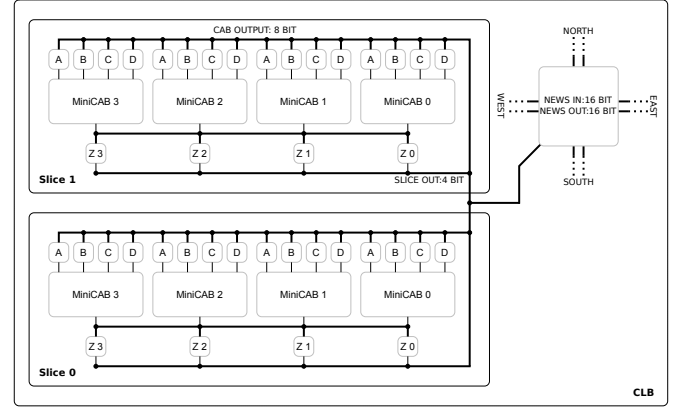 CAB OUTPUT: 8 BIT
A B C D A B C D A B C D A B C D
MiniCAB 3 MiniCAB 2 MiniCAB 1 MiniCAB 0
Z 3 Z 2 Z 1 Z 0
Slice 1
SLICE OUT:4 BIT
NORTH
WEST
NEWS IN:16 BIT
NEWS OUT:16 BIT
EAST
SOUTH
A B C D A B C D A B C D A B C D
MiniCAB 3 MiniCAB 2 MiniCAB 1 MiniCAB 0
Z 3 Z 2 Z 1 Z 0
Slice 0
CLB